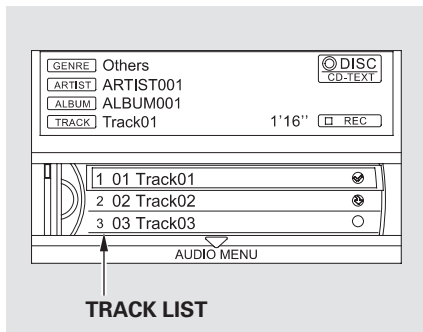 GENRE Others
DISC
CD-TEXT
ARTIST ARTIST001
ALBUM ALBUM001
TRACK Track01 1'16'' REC
1 01 Track01
2 02 Track02
3 03 Track03
AUDIO MENU
TRACK LIST